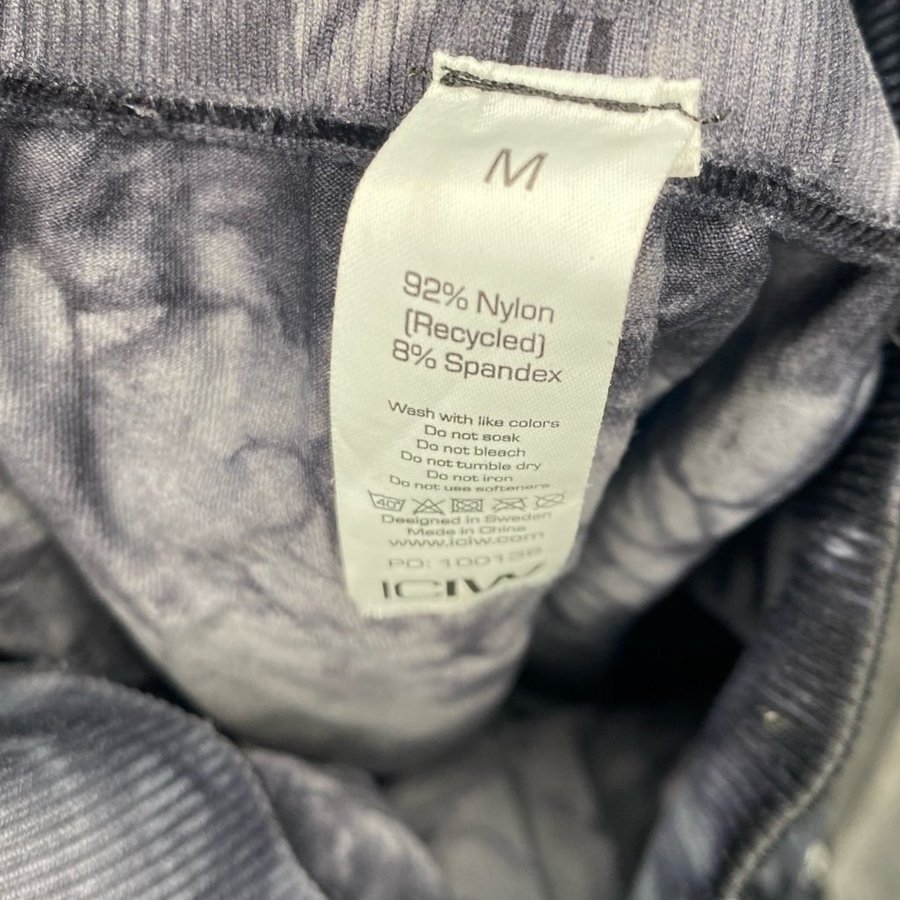 M
92% Nylon
(Recycled)
8% Spandex
Wash with like colors
Do not soak
Do not bleach
Do not tumble dry
Do not iron
Do not use softeners
40°
Designed in Sweden
Made in China
www.iciw.com
PO: 100136
ICIW